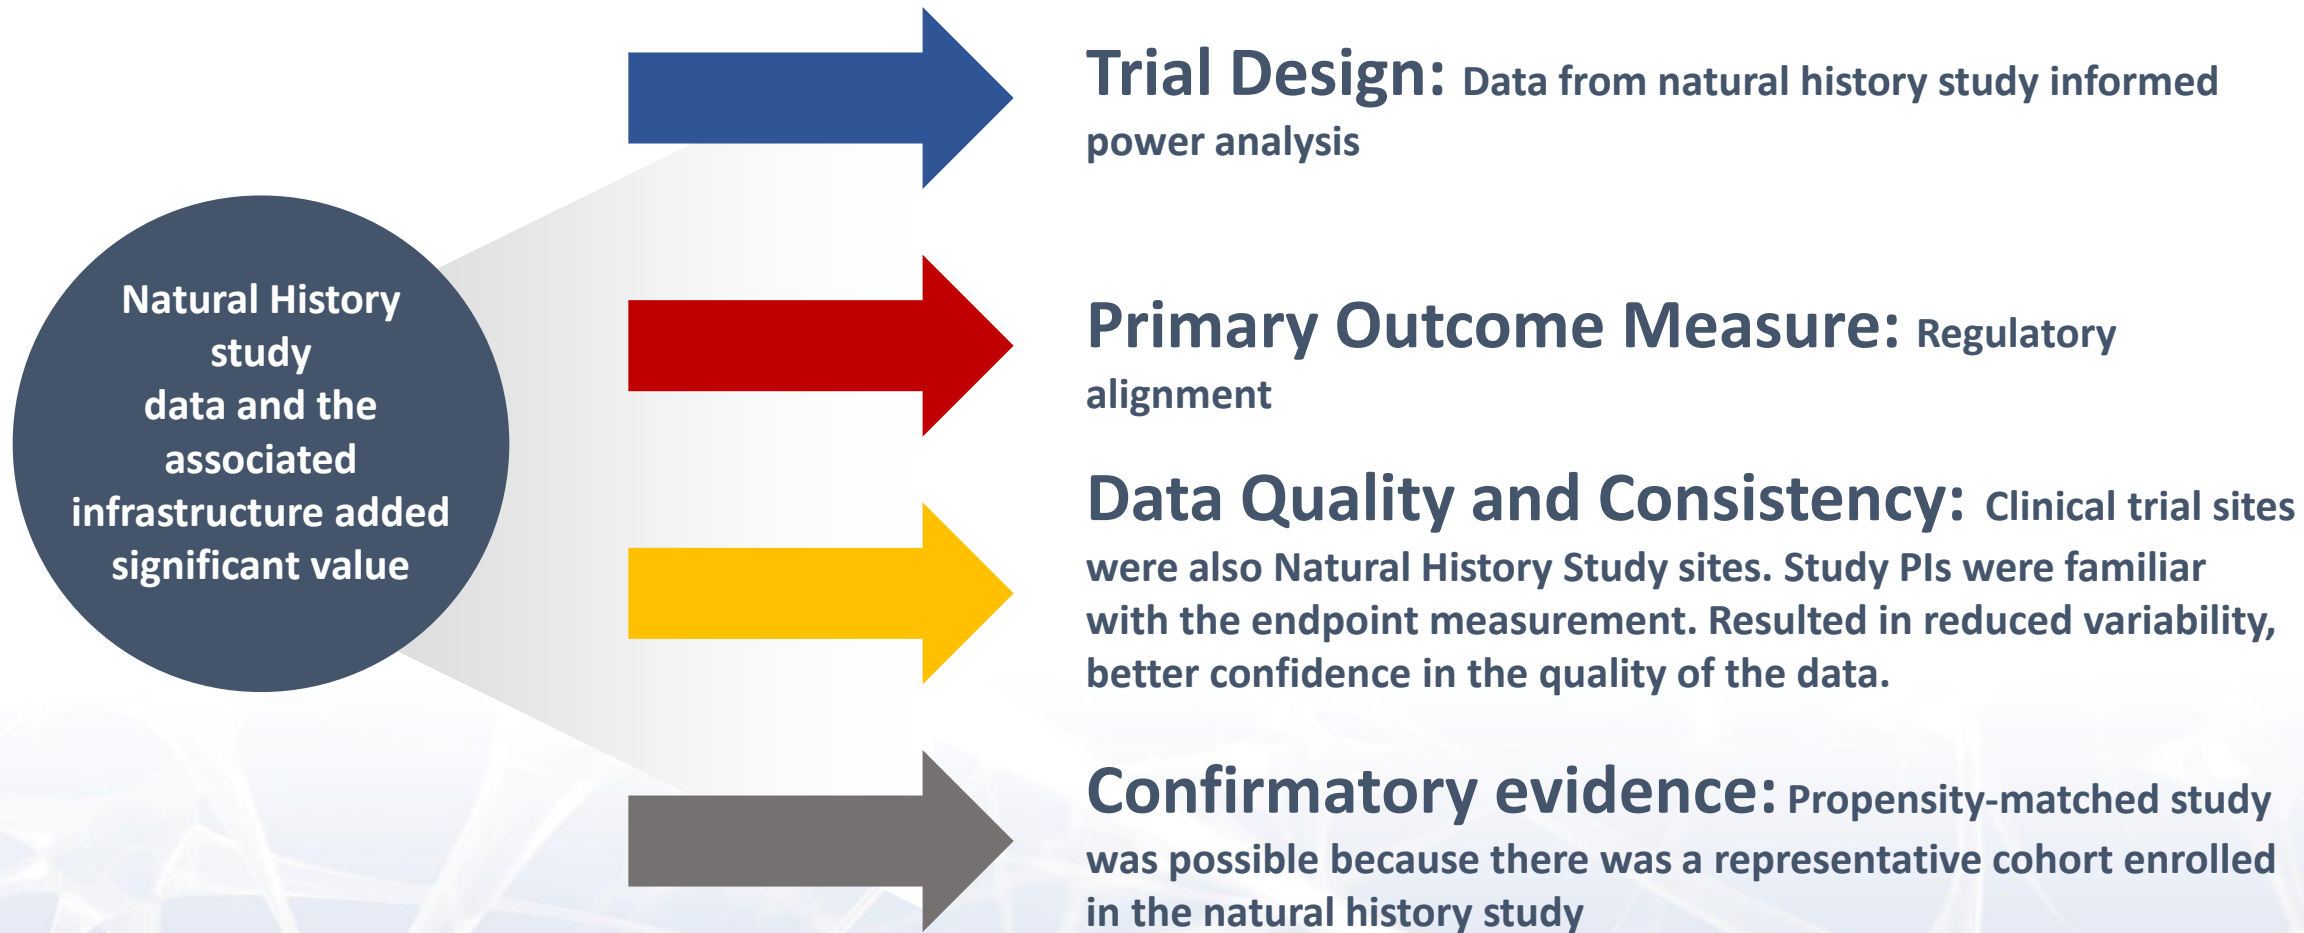 Natural History
study
data and the
associated
infrastructure added
significant value
Trial Design: Data from natural history study informed
power analysis
Primary Outcome Measure: Regulatory
alignment
Data Quality and Consistency: Clinical trial sites
were also Natural History Study sites. Study PIs were familiar
with the endpoint measurement. Resulted in reduced variability,
better confidence in the quality of the data.
Confirmatory evidence: Propensity-matched study
was possible because there was a representative cohort enrolled
in the natural history study